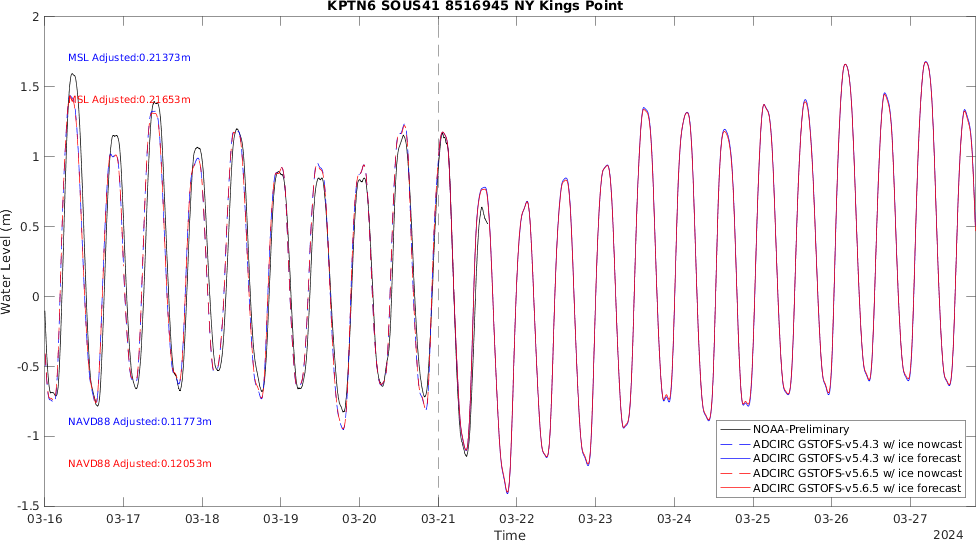 KPTN6 SOUS41 8516945 NY Kings Point
2
1.5
1
0.5
0
-0.5
-1
-1.5
Water Level (m)
MSL Adjusted:0.21373m
MSL Adjusted:0.21653m
NAVD88 Adjusted:0.11773m
NAVD88 Adjusted:0.12053m
NOAA-Preliminary
ADCIRC GSTOFS-v5.4.3 w/ ice nowcast
ADCIRC GSTOFS-v5.4.3 w/ ice forecast
ADCIRC GSTOFS-v5.6.5 w/ ice nowcast
ADCIRC GSTOFS-v5.6.5 w/ ice forecast
03-16 03-17 03-18 03-19 03-20 03-21 03-22 03-23 03-24 03-25 03-26 03-27
Time
2024